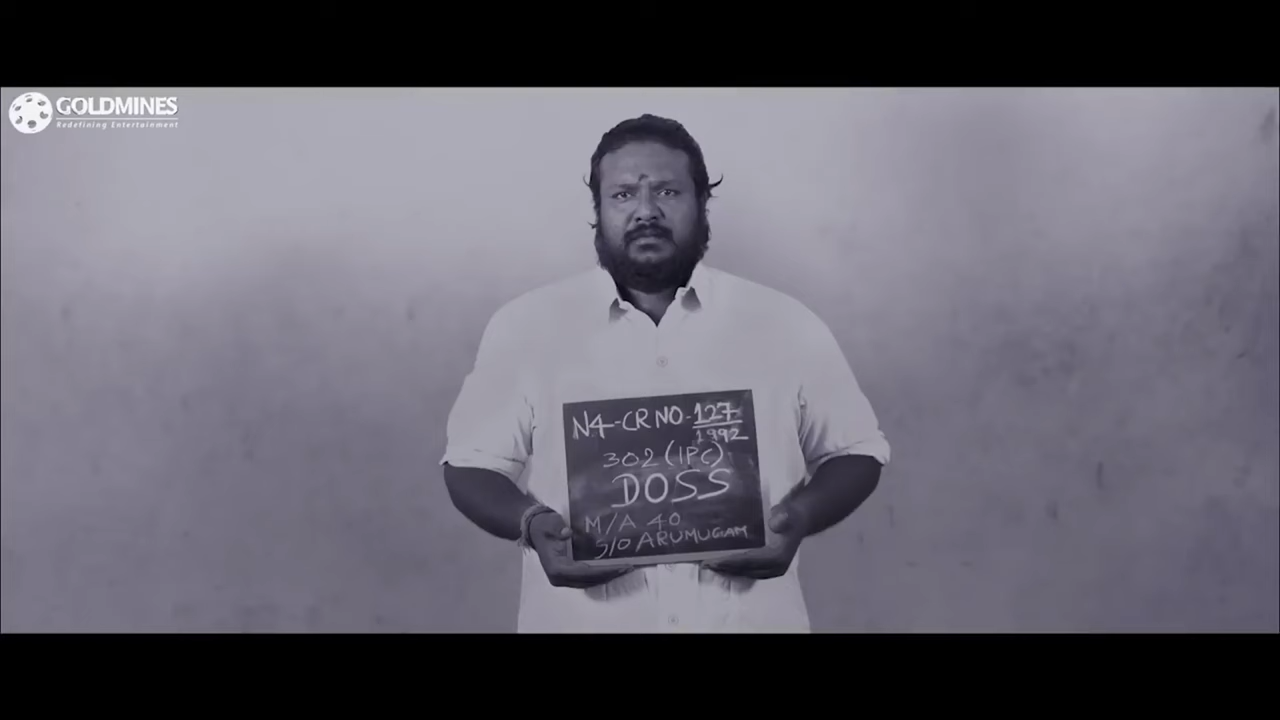 GOLDMINES
Redefining Entertainment
N4-CR NO-127
1992
302 (IPC)
DOSS
M/A 40
S/O ARUMUGAM